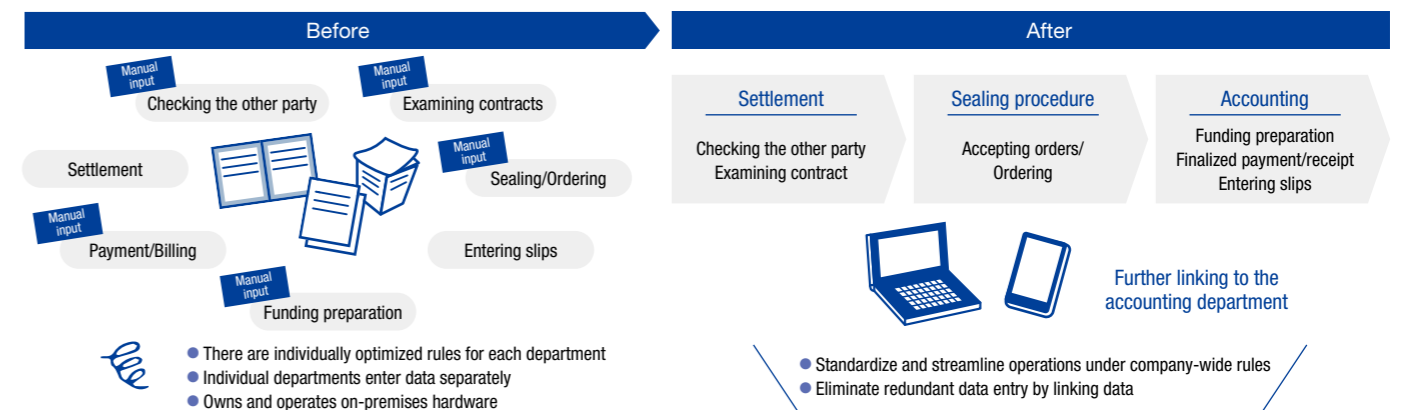 Before
Manual
input
Checking the other party
Manual
input
Examining contracts
Settlement
Manual
input
Sealing/Ordering
Manual
input
Payment/Billing
Entering slips
Manual
input
Funding preparation
● There are individually optimized rules for each department
● Individual departments enter data separately
● Owns and operates on-premises hardware
After
Settlement
Checking the other party
Examining contract
Sealing procedure
Accepting orders/
Ordering
Accounting
Funding preparation
Finalized payment/receipt
Entering slips
Further linking to the
accounting department
● Standardize and streamline operations under company-wide rules
● Eliminate redundant data entry by linking data